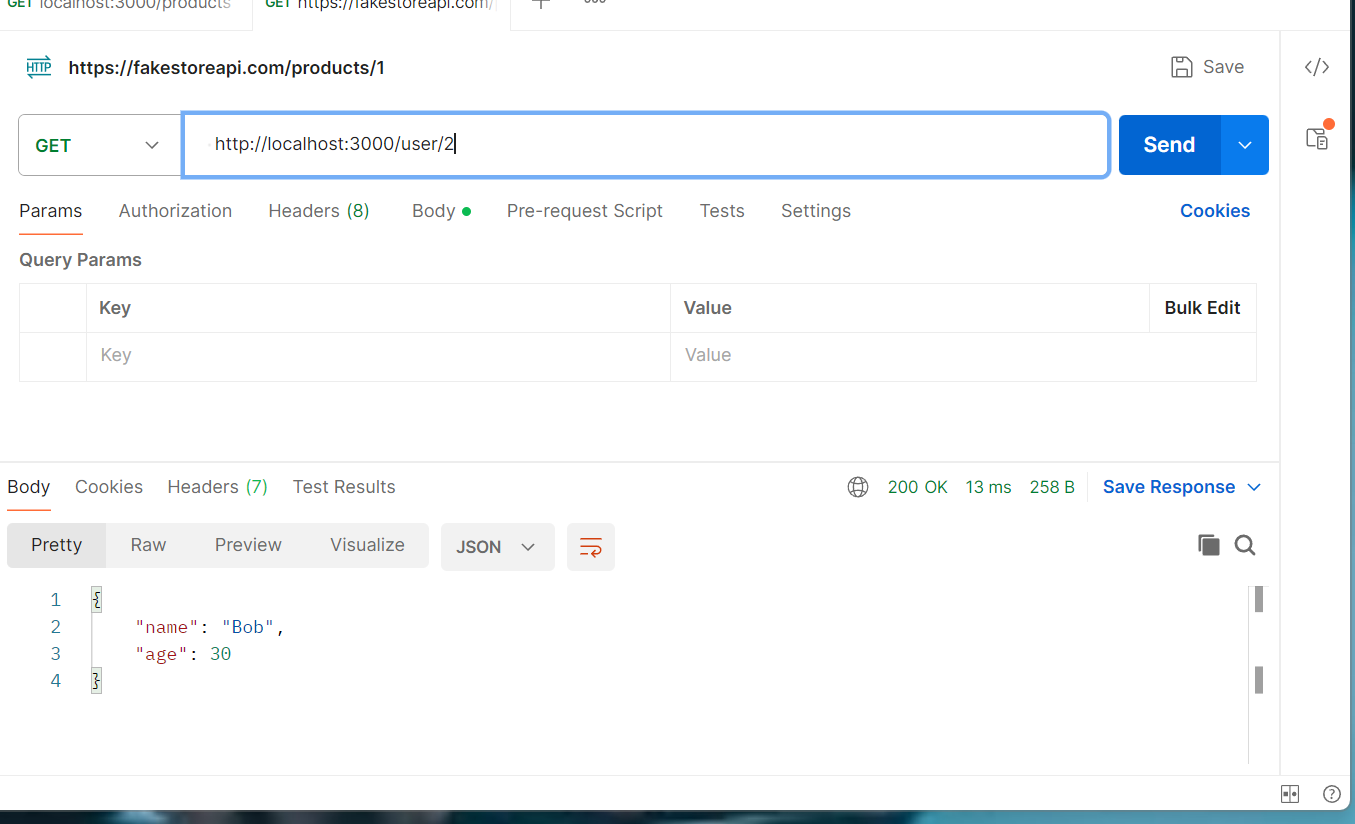 GET localhost:3000/products GET https://fakestoreapi.com/
HTTP https://fakestoreapi.com/products/1 Save </>
GET http://localhost:3000/user/2 Send
Params Authorization Headers (8) Body Pre-request Script Tests Settings Cookies
Query Params
Key Value Bulk Edit
Key Value
Body Cookies Headers (7) Test Results 200 OK 13 ms 258 B Save Response
Pretty Raw Preview Visualize JSON
1 {
2 "name": "Bob",
3 "age": 30
4 }